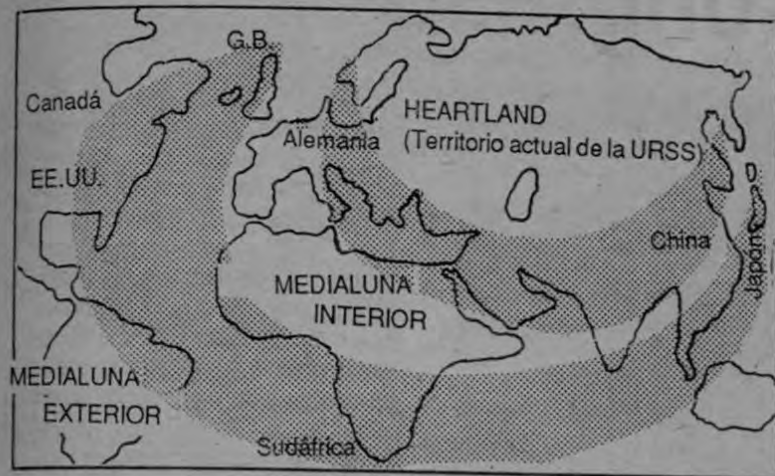 G.B.
Canadá
HEARTLAND
Alemania
(Territorio actual de la URSS)
EE.UU.
China
Japón
MEDIALUNA
INTERIOR
MEDIALUNA
EXTERIOR
Sudáfrica